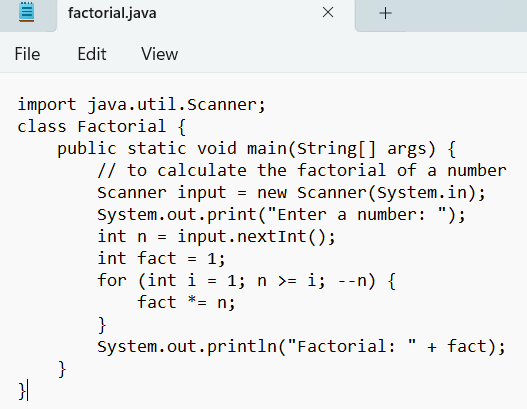 factorial.java
File Edit View
import java.util.Scanner;
class Factorial {
    public static void main(String[] args) {
        // to calculate the factorial of a number
        Scanner input = new Scanner(System.in);
        System.out.print("Enter a number: ");
        int n = input.nextInt();
        int fact = 1;
        for (int i = 1; n >= i; --n) {
            fact *= n;
        }
        System.out.println("Factorial: " + fact);
    }
}